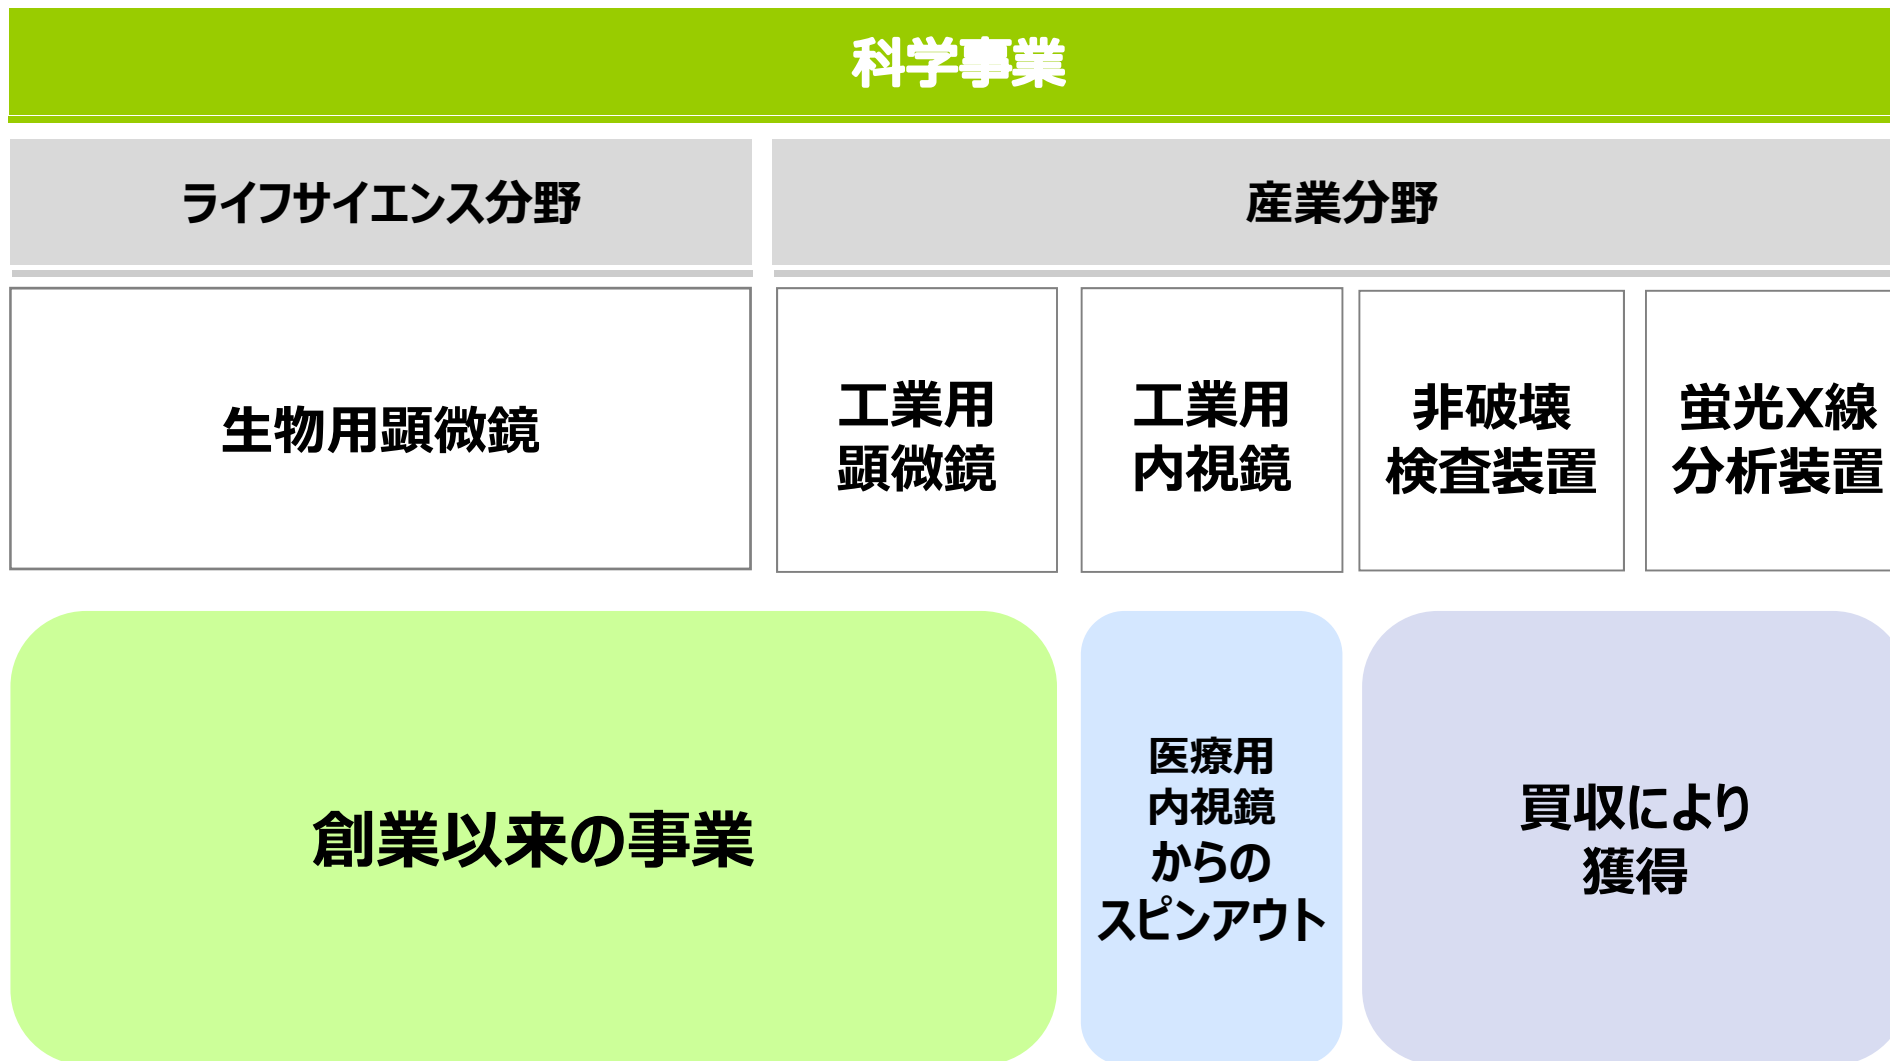 科学事業
ライフサイエンス分野
産業分野
生物用顕微鏡
工業用
顕微鏡
工業用
内視鏡
非破壊
検査装置
蛍光X線
分析装置
創業以来の事業
医療用
内視鏡
からの
スピンアウト
買収により
獲得